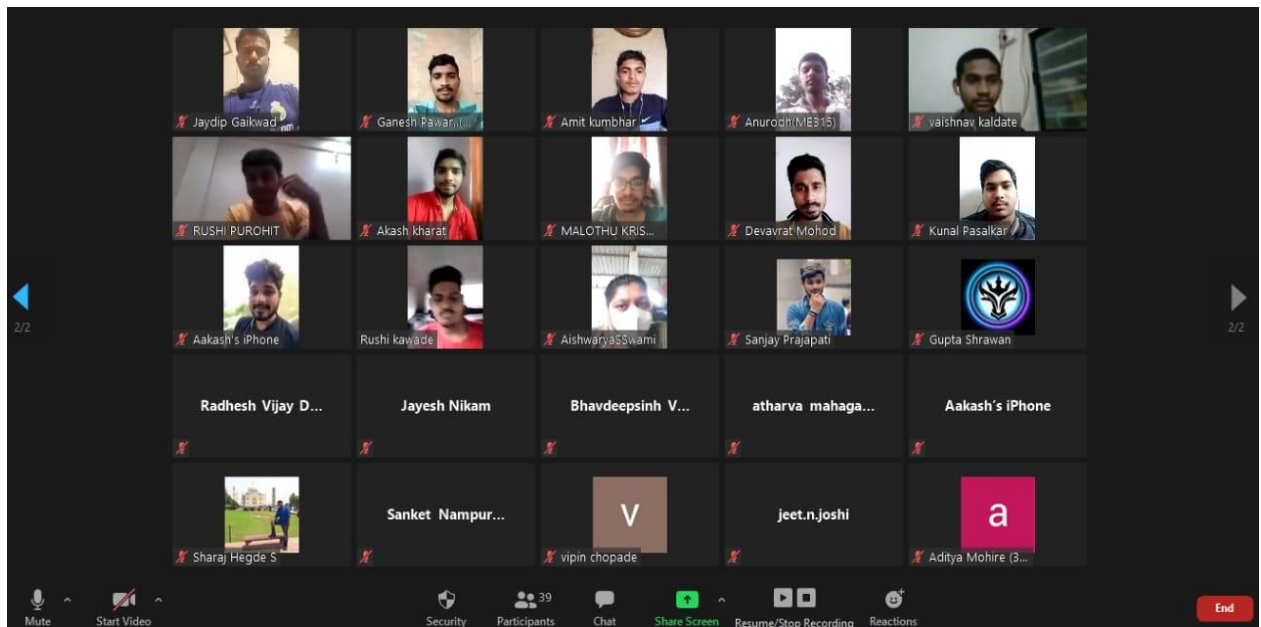 Jaydip Gaikwad
Ganesh Pawar...(...
Amit kumbhar
Anurodh(ME315)
vaishnav kaldate
RUSHI PUROHIT
Akash kharat
MALOTHU KRIS...
Devavrat Mohod
Kunal Pasalkar
Aakash's iPhone
Rushi kawade
AishwaryaSSwami
Sanjay Prajapati
Gupta Shrawan
2/2
2/2
Radhesh Vijay D...
Jayesh Nikam
Bhavdeepsinh V...
atharva mahaga...
Aakash's iPhone
Sharaj Hegde S
Sanket Nampur...
v
vipin chopade
jeet.n.joshi
a
Aditya Mohire (3...
Mute
Start Video
Security
39
Participants
Chat
Share Screen
Resume/Stop Recording
Reactions
End